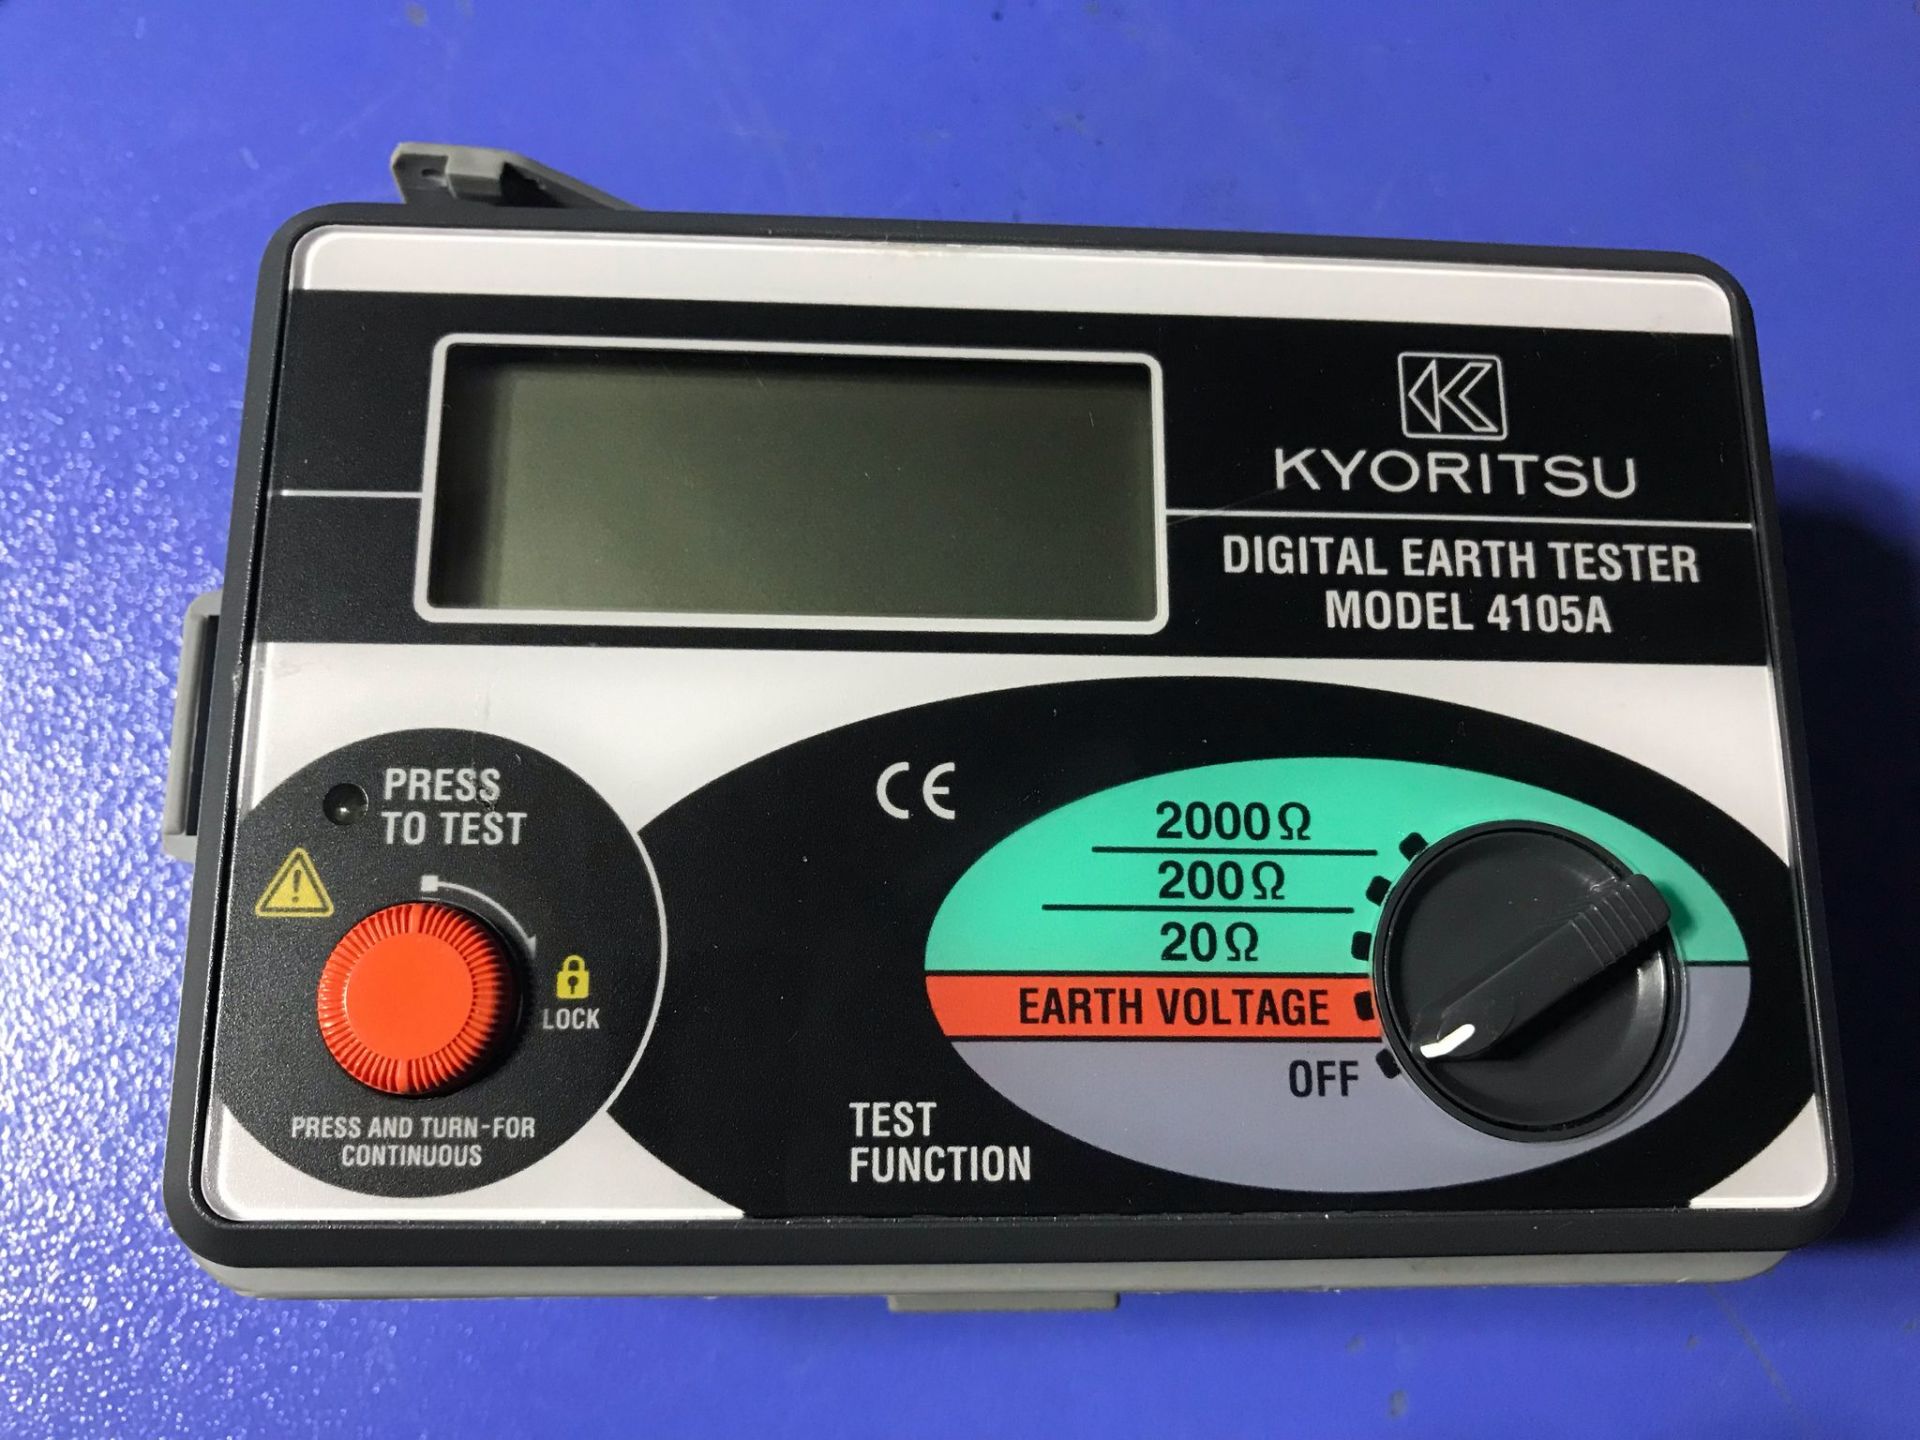 KYORITSU
DIGITAL EARTH TESTER
MODEL 4105A
PRESS
TO TEST
LOCK
PRESS AND TURN-FOR
CONTINUOUS
CE
2000Ω
200Ω
20Ω
EARTH VOLTAGE
OFF
TEST
FUNCTION